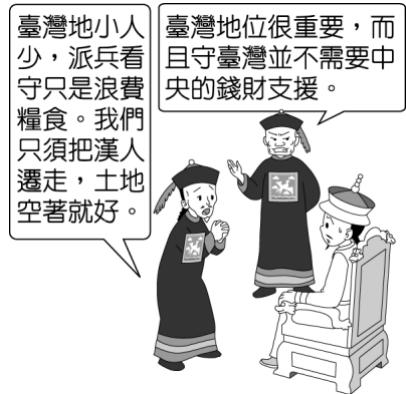 臺灣地小人
少，派兵看
守只是浪費
糧食。我們
只須把漢人
遷走，土地
空著就好。
臺灣地位很重要，而
且守臺灣並不需要中
央的錢財支援。